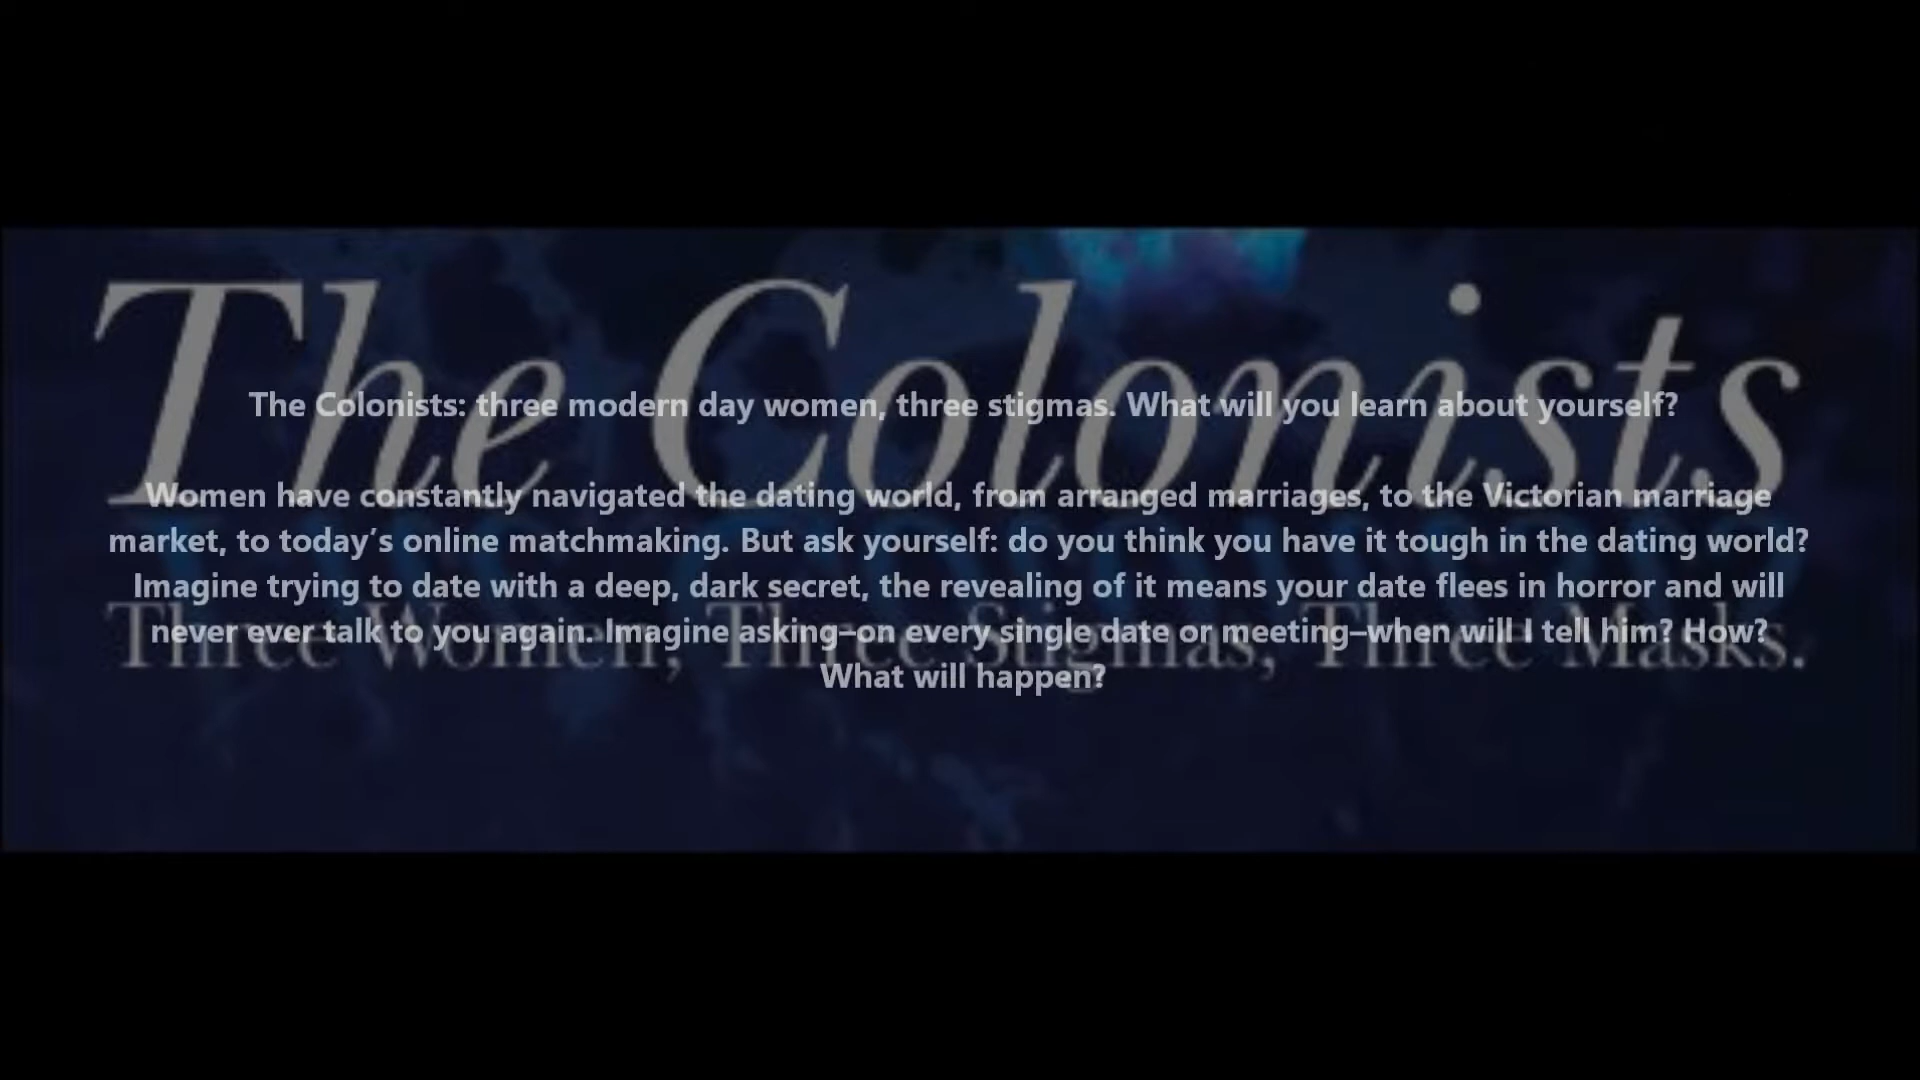 The Colonists
The Colonists: three modern day women, three stigmas. What will you learn about yourself?
Women have constantly navigated the dating world, from arranged marriages, to the Victorian marriage
market, to today’s online matchmaking. But ask yourself: do you think you have it tough in the dating world?
Imagine trying to date with a deep, dark secret, the revealing of it means your date flees in horror and will
never ever talk to you again. Imagine asking–on every single date or meeting–when will I tell him? How?
What will happen?
Three Women, Three Stigmas, Three Masks.